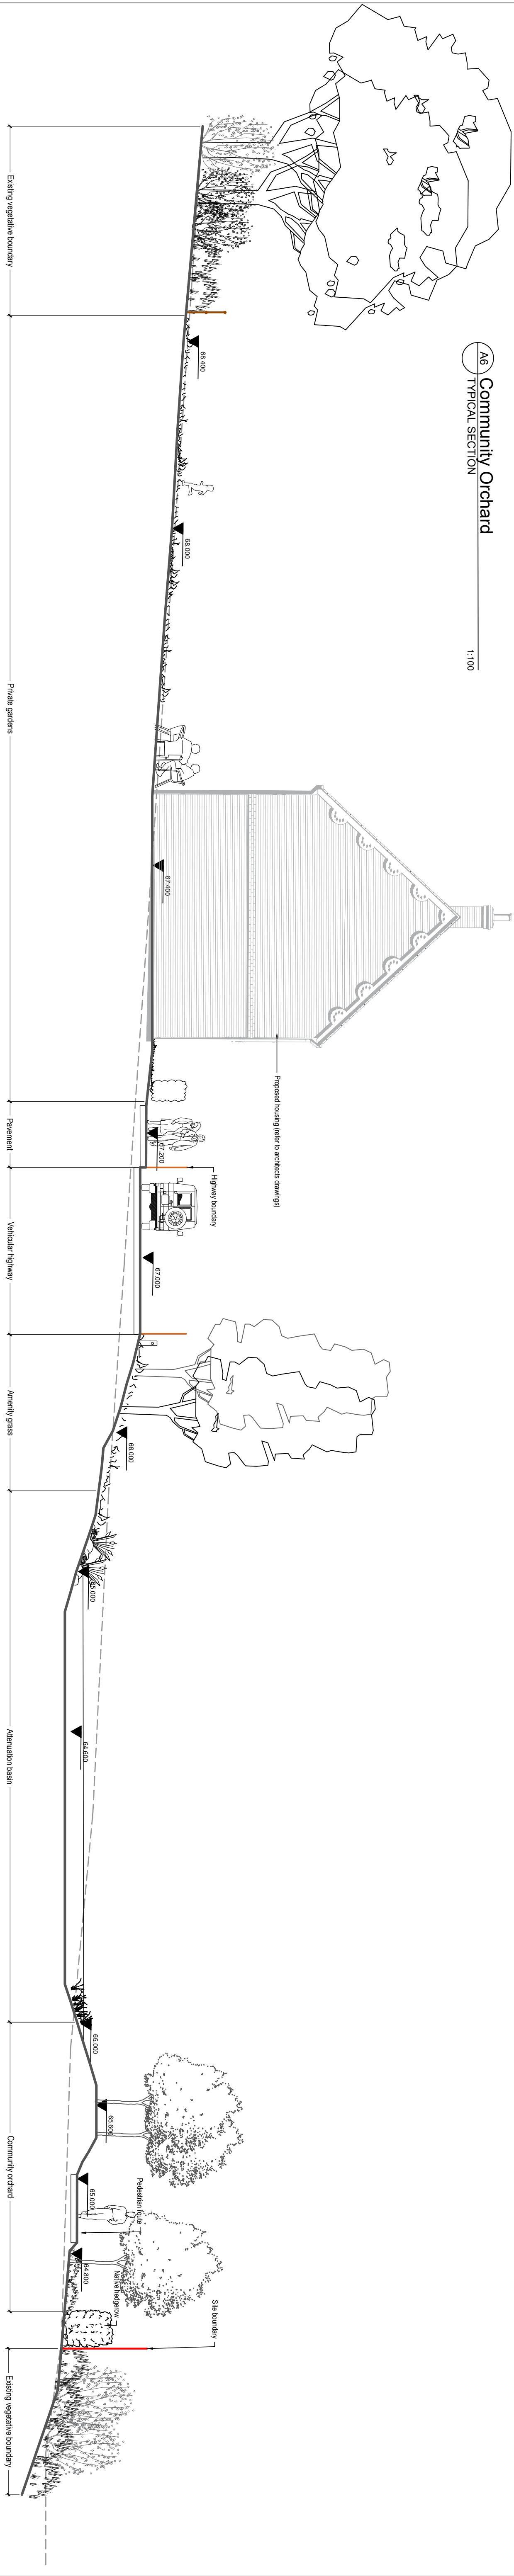 A6
Community Orchard
TYPICAL SECTION
1:100
Proposed housing (refer to architects drawings)
Highway boundary
Site boundary
Pedestrian route
Native hedgerow
68.400
68.000
67.400
67.200
67.000
66.000
65.000
64.600
65.000
65.600
65.000
64.800
Existing vegetative boundary
Private gardens
Pavement
Vehicular highway
Amenity grass
Attenuation basin
Community orchard
Existing vegetative boundary